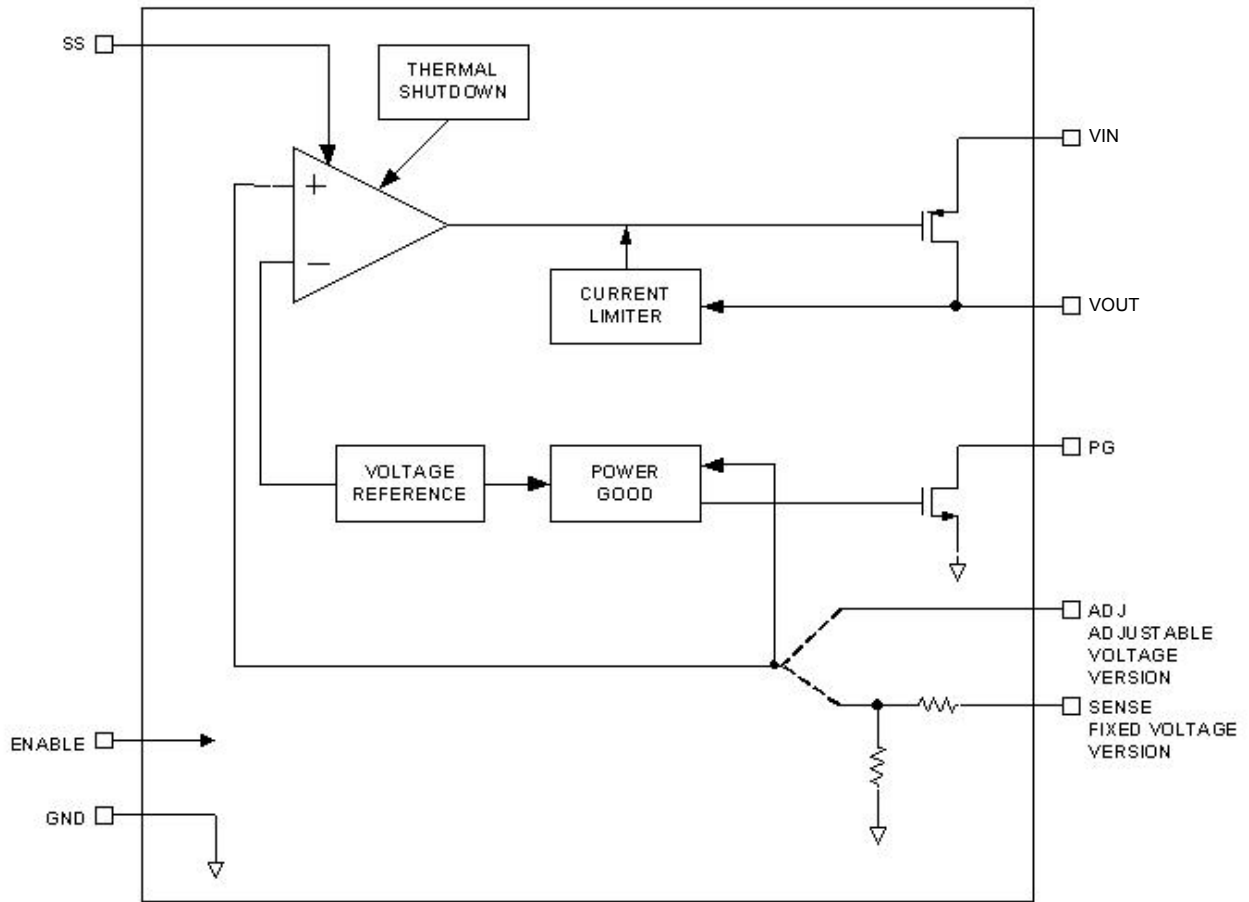 SS
THERMAL
SHUTDOWN
VIN
+
−
CURRENT
LIMITER
VOUT
PG
VOLTAGE
REFERENCE
POWER
GOOD
ADJ
ADJUSTABLE
VOLTAGE
VERSION
SENSE
FIXED VOLTAGE
VERSION
ENABLE
GND